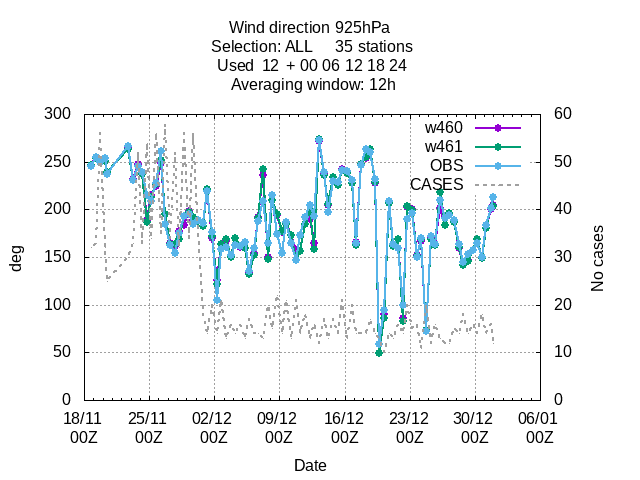 Wind direction 925hPa
Selection: ALL 35 stations
Used 12 + 00 06 12 18 24
Averaging window: 12h
300 60
w460
w461
250 50
OBS
CASES
200 40
deg
150 30
No cases
100 20
50 10
0 0
18/11 25/11 02/12 09/12 16/12 23/12 30/12 06/01
00Z 00Z 00Z 00Z 00Z 00Z 00Z 00Z
Date